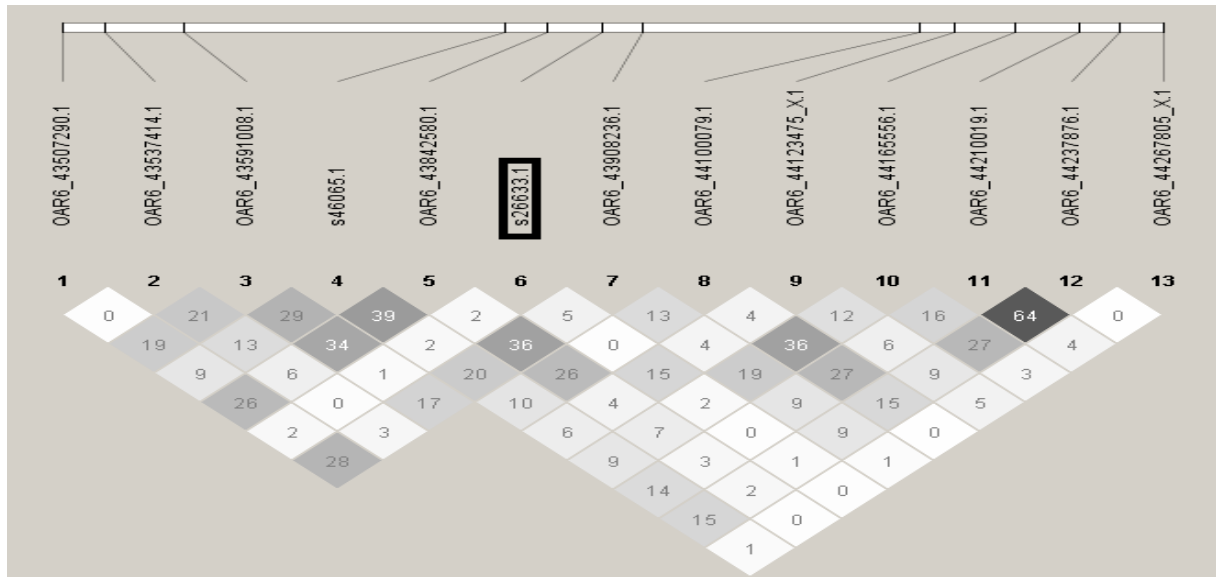 OAR6_43507290.1
OAR6_43537414.1
OAR6_43591008.1
s46065.1
OAR6_43842580.1
s26633.1
OAR6_43908236.1
OAR6_44100079.1
OAR6_44123475_X.1
OAR6_44165556.1
OAR6_44210019.1
OAR6_44237876.1
OAR6_44267805_X.1
1 2 3 4 5 6 7 8 9 10 11 12 13
0 21 29 39 2 5 13 4 12 16 64 0
19 13 34 2 36 0 4 36 6 27 4
9 6 1 20 26 15 19 27 9 3
26 0 17 10 4 2 9 15 5
2 3 6 7 0 9 0
28 9 3 1 1
14 2 0
15 0
1